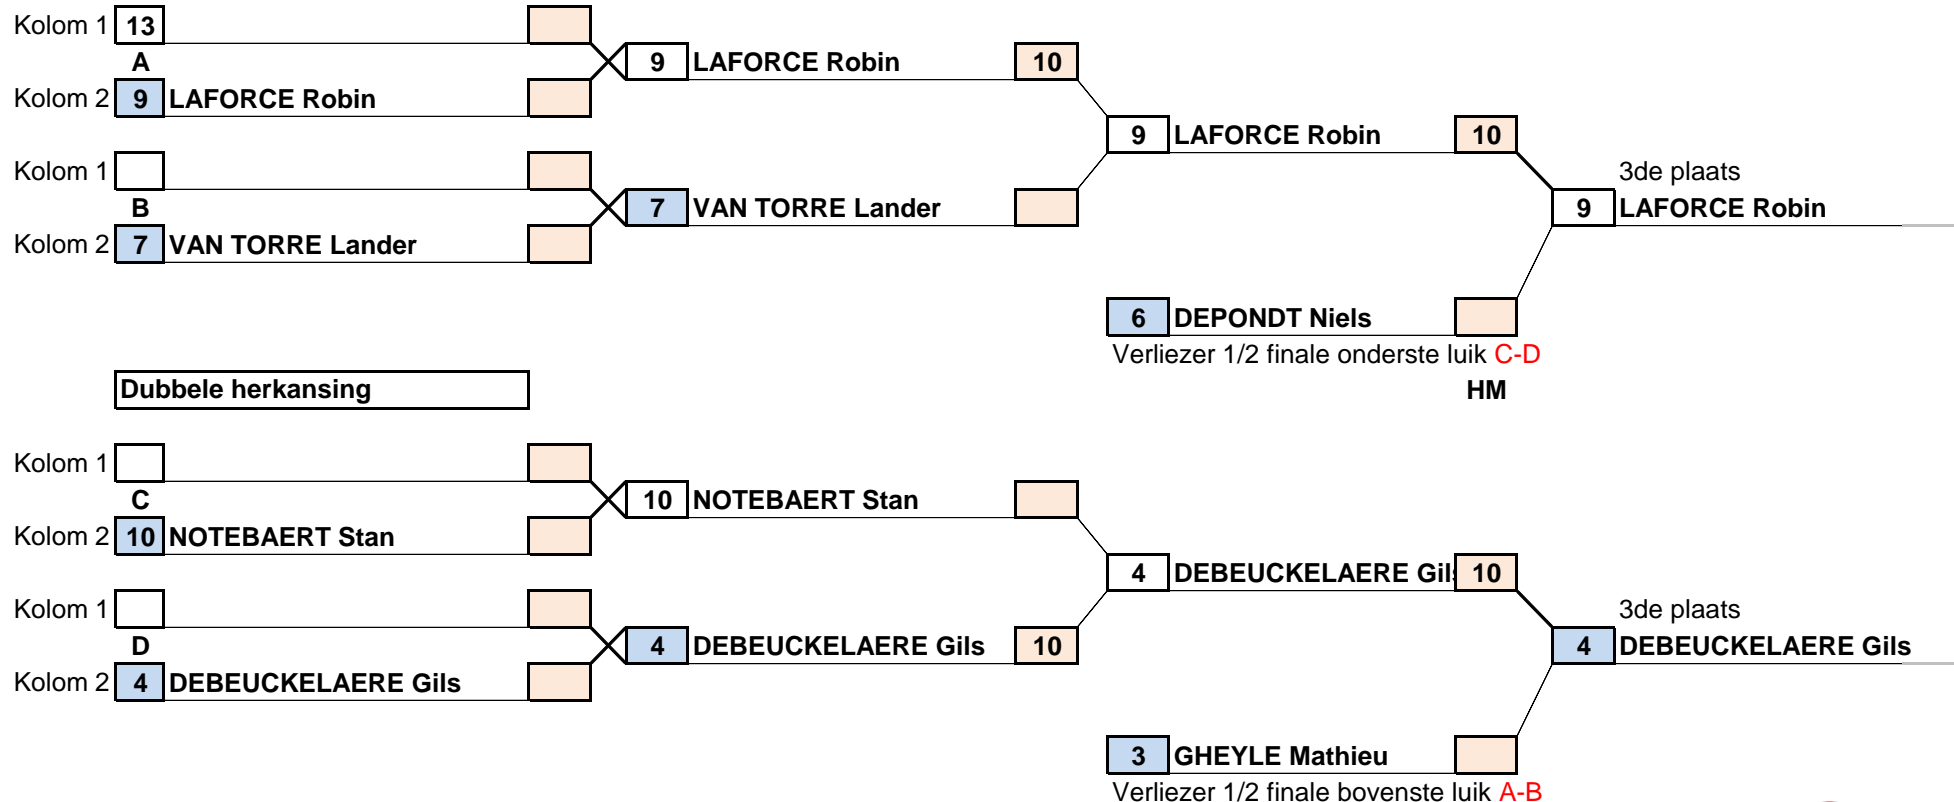 Kolom 1 13
A
Kolom 2 9 LAFORCE Robin
9 LAFORCE Robin 10
Kolom 1
B
Kolom 2 7 VAN TORRE Lander
7 VAN TORRE Lander
9 LAFORCE Robin 10
3de plaats
9 LAFORCE Robin
6 DEPONDT Niels
Verliezer 1/2 finale onderste luik C-D
HM
Dubbele herkansing
Kolom 1
C
Kolom 2 10 NOTEBAERT Stan
10 NOTEBAERT Stan
Kolom 1
D
Kolom 2 4 DEBEUCKELAERE Gils
4 DEBEUCKELAERE Gils 10
4 DEBEUCKELAERE Gils 10
3de plaats
4 DEBEUCKELAERE Gils
3 GHEYLE Mathieu
Verliezer 1/2 finale bovenste luik A-B